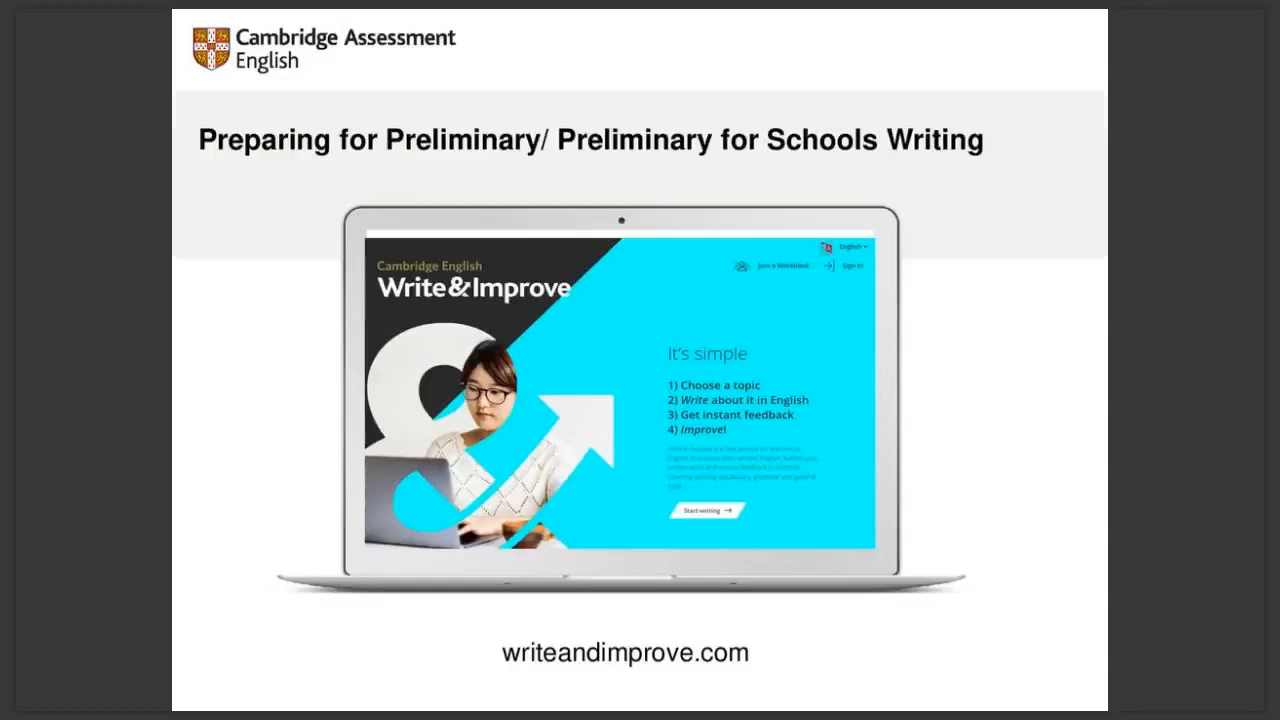 Cambridge Assessment
English
Preparing for Preliminary/ Preliminary for Schools Writing
English
Cambridge English
Join a Workbook
Sign in
Write&Improve
It's simple
1) Choose a topic
2) Write about it in English
3) Get instant feedback
4) Improve!
Start writing
writeandimprove.com